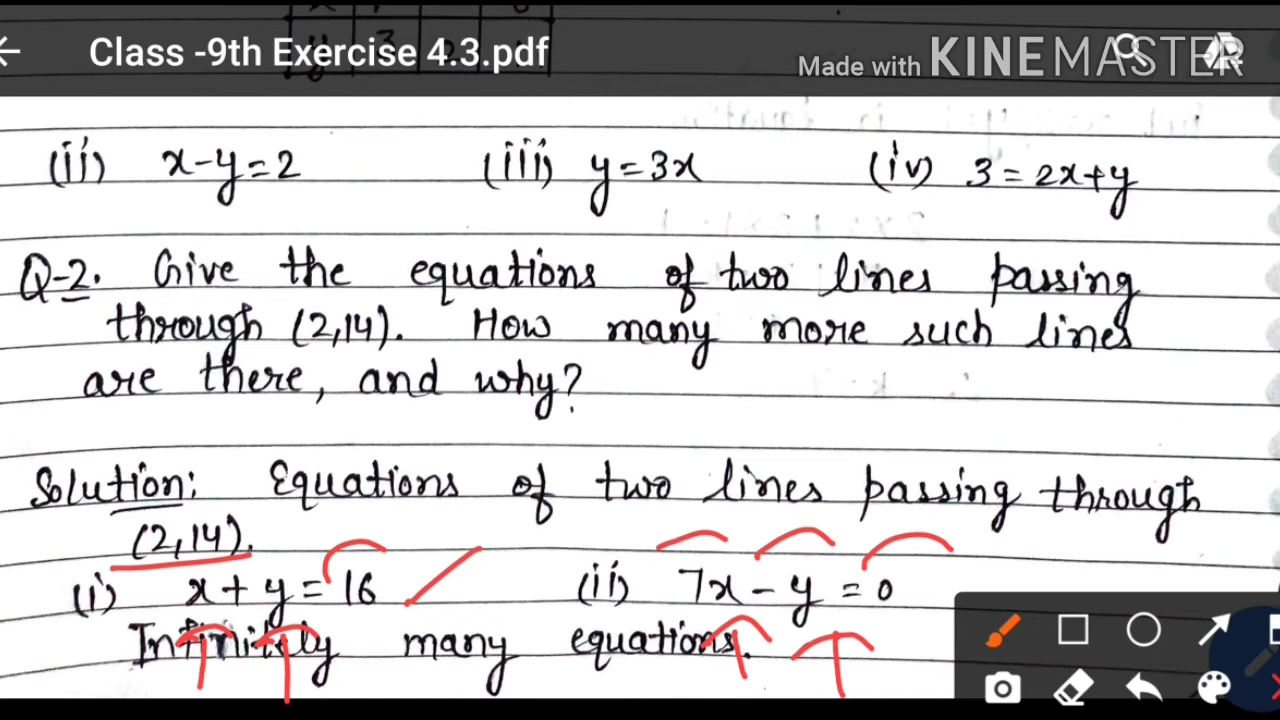 Class -9th Exercise 4.3.pdf
Made with KINEMASTER
(ii) x-y=2 (iii) y=3x (iv) 3=2x+y
Q-2. Give the equations of two lines passing
through (2,14). How many more such lines
are there, and why?
Solution: Equations of two lines passing through
(2,14).
(i) x+y=16 (ii) 7x-y=0
Infinitely many equations.